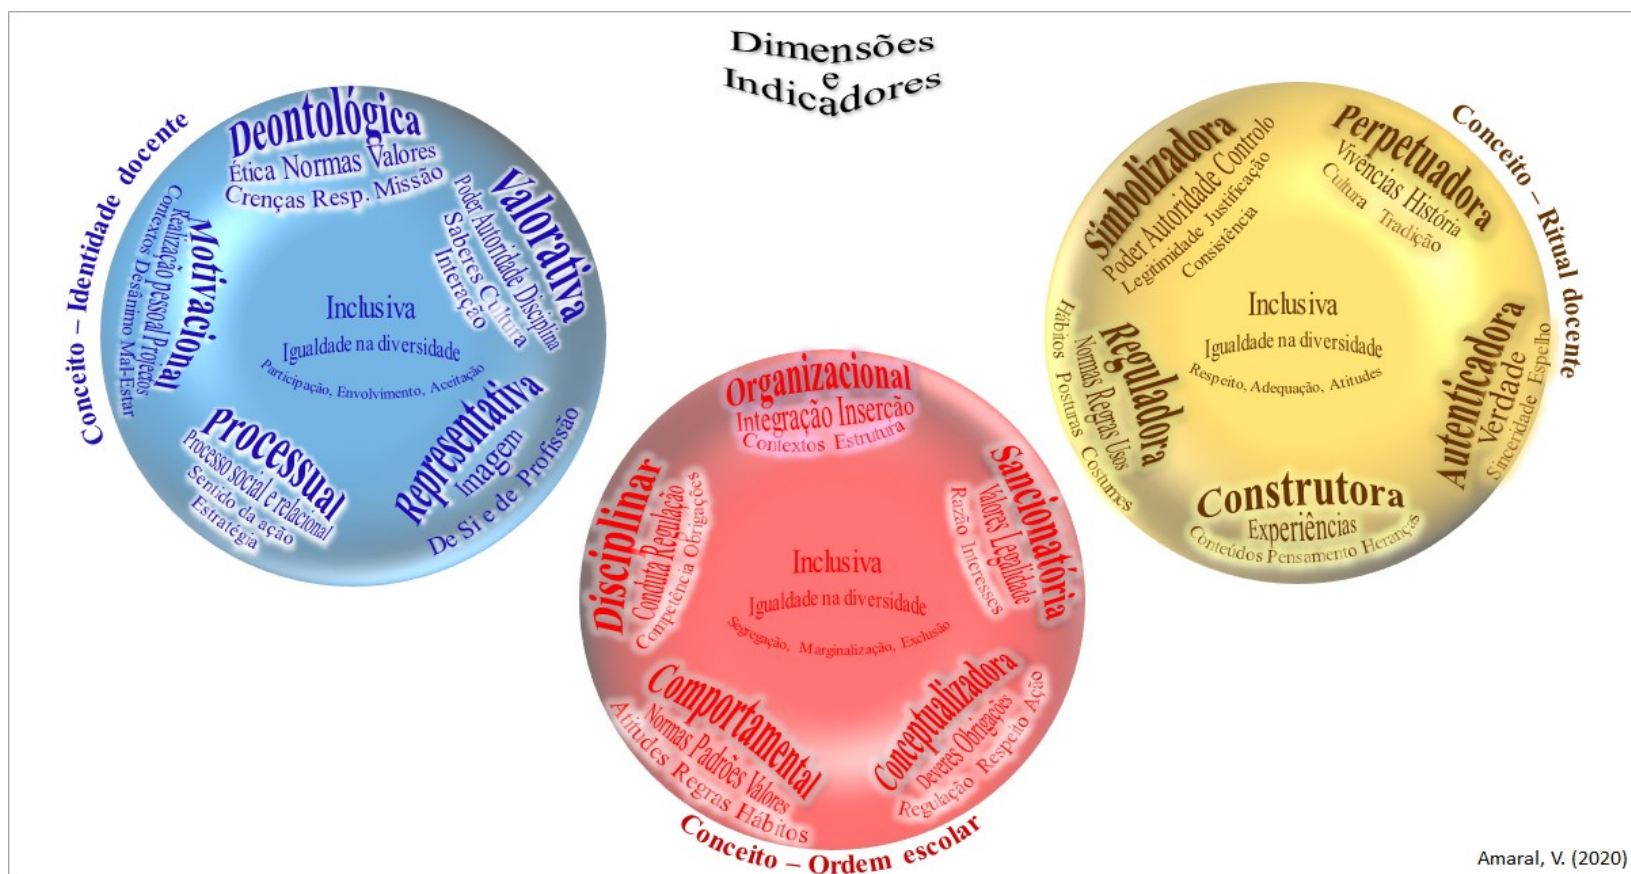 Dimensões
e
Indicadores
Conceito – Identidade docente
Deontológica
Ética Normas Valores
Crenças Resp. Missão
Valorativa
Poder Autoridade Disciplina
Saberes Cultura
Interação
Representativa
Imagem
De Si e de Profissão
Processual
Processo social e relacional
Sentido da ação
Estratégia
Motivacional
Realização pessoal Projectos
Contextos Desânimo Mal-Estar
Inclusiva
Igualdade na diversidade
Participação, Envolvimento, Aceitação
Conceito – Ordem escolar
Organizacional
Integração Inserção
Contextos Estrutura
Sancionatória
Valores Legalidade
Razão Interesses
Conceptualizadora
Deveres Obrigações
Regulação Respeito Ação
Comportamental
Normas Padrões Valores
Atitudes Regras Hábitos
Disciplinar
Conduta Regulação
Competência Obrigações
Inclusiva
Igualdade na diversidade
Segregação, Marginalização, Exclusão
Conceito – Ritual docente
Simbolizadora
Poder Autoridade Controlo
Legitimidade Justificação
Consistência
Perpetuadora
Vivências História
Cultura Tradição
Autenticadora
Verdade
Sinceridade Espelho
Construtora
Experiências
Conteúdos Pensamento Heranças
Reguladora
Normas Regras Usos
Hábitos Posturas Costumes
Inclusiva
Igualdade na diversidade
Respeito, Adequação, Atitudes
Amaral, V. (2020)